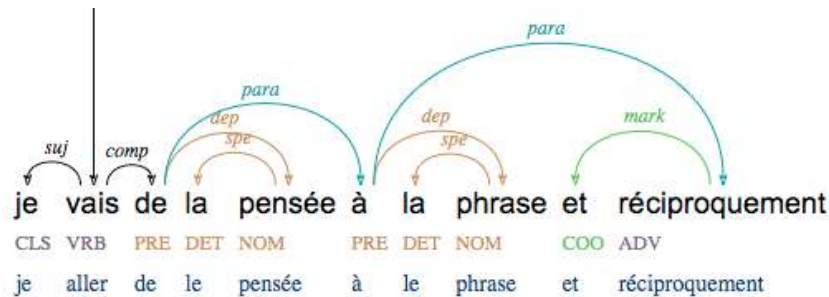 para
para
dep
dep
spe
spe
mark
suj
comp
je vais de la pensée à la phrase et réciproquement
CLS VRB PRE DET NOM PRE DET NOM COO ADV
je aller de le pensée à le phrase et réciproquement